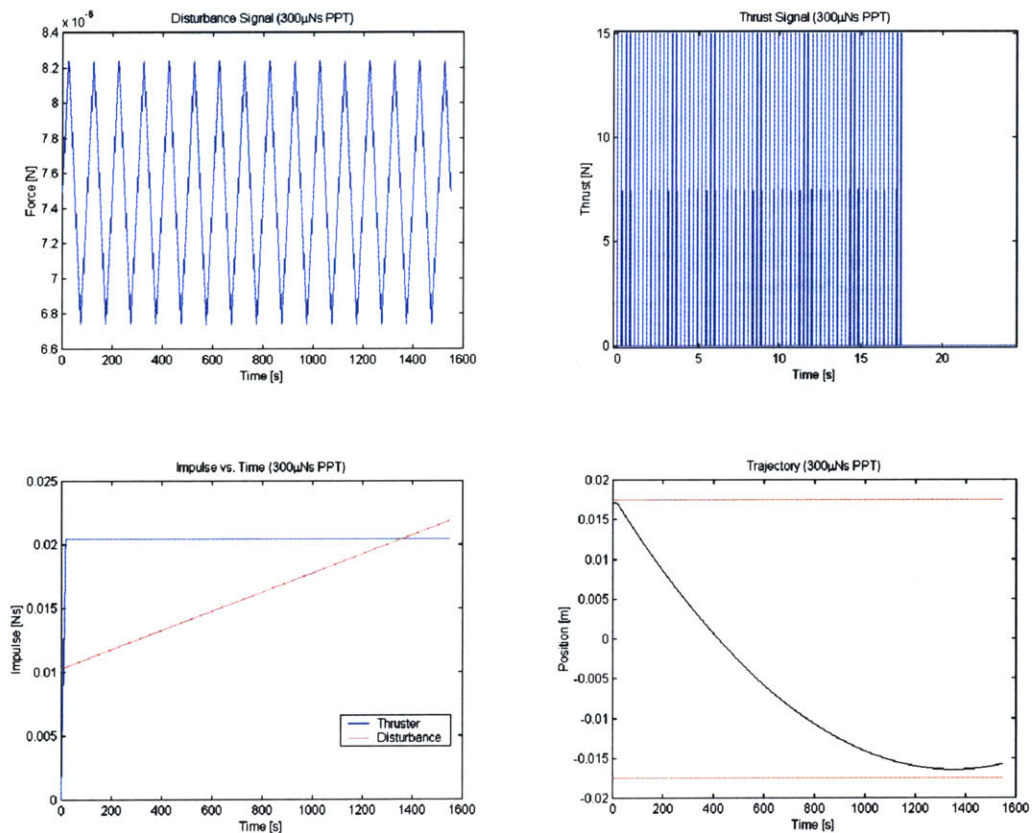 Disturbance Signal (300µNs PPT)
x 10⁻⁶
8.4
8.2
8
7.8
7.6
7.4
7.2
7
6.8
6.6
Force [N]
0 200 400 600 800 1000 1200 1400 1600
Time [s]
Thrust Signal (300µNs PPT)
15
10
5
0
Thrust [N]
0 5 10 15 20
Time [s]
Impulse vs. Time (300µNs PPT)
0.025
0.02
0.015
0.01
0.005
0
Impulse [Ns]
Thruster
Disturbance
0 200 400 600 800 1000 1200 1400 1600
Time [s]
Trajectory (300µNs PPT)
0.02
0.015
0.01
0.005
0
-0.005
-0.01
-0.015
-0.02
Position [m]
0 200 400 600 800 1000 1200 1400 1600
Time [s]